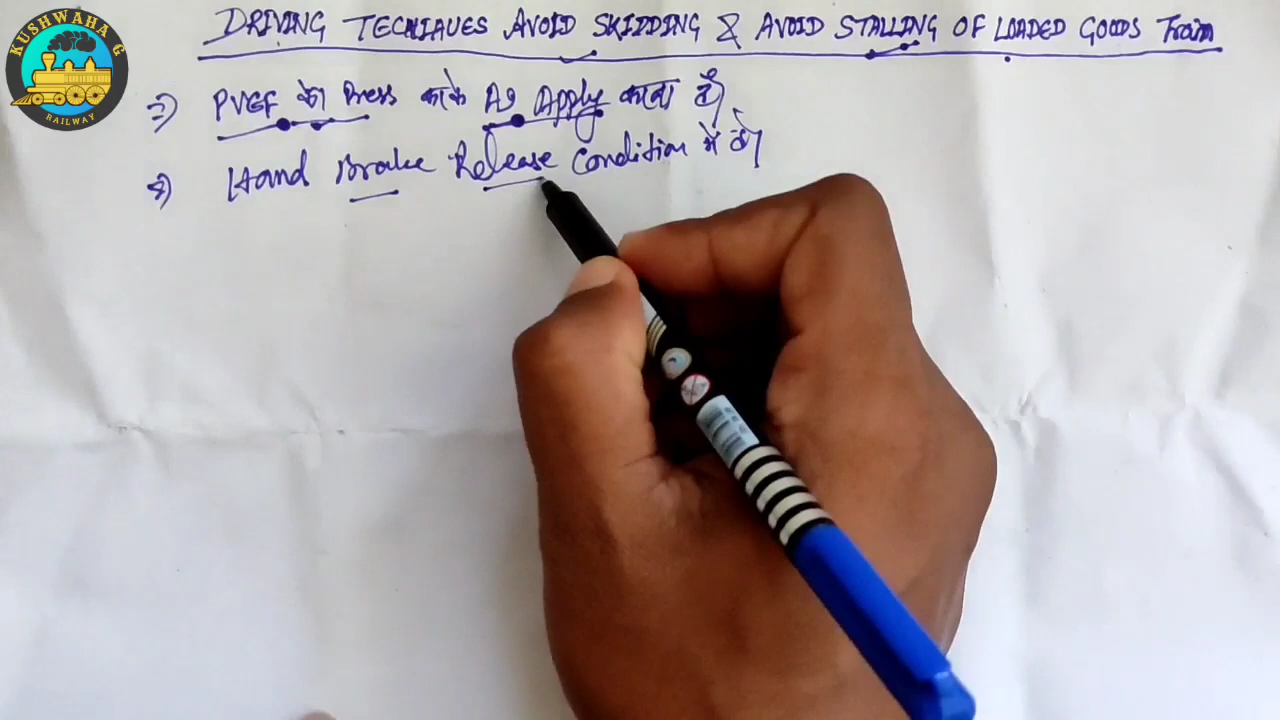 KUSHWAHA G
RAILWAY
DRIVING TECHIAUES AVOID SKIDDING & AVOID STALLING OF LOADED GOODS Train
=) PVEF को Press करके A9 Apply करना है।
Hand Brake Release Condition में हो।